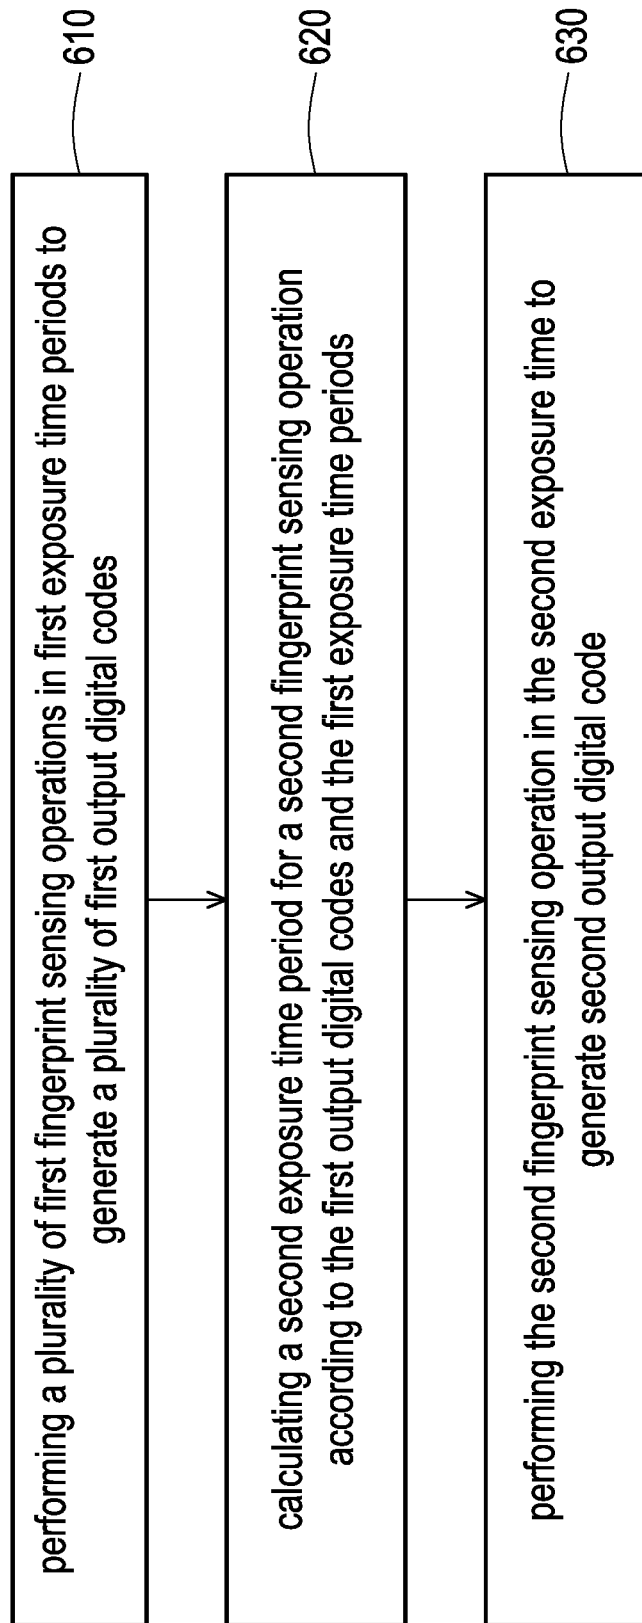 performing a plurality of first fingerprint sensing operations in first exposure time periods to
generate a plurality of first output digital codes
610
calculating a second exposure time period for a second fingerprint sensing operation
according to the first output digital codes and the first exposure time periods
620
performing the second fingerprint sensing operation in the second exposure time to
generate second output digital code
630